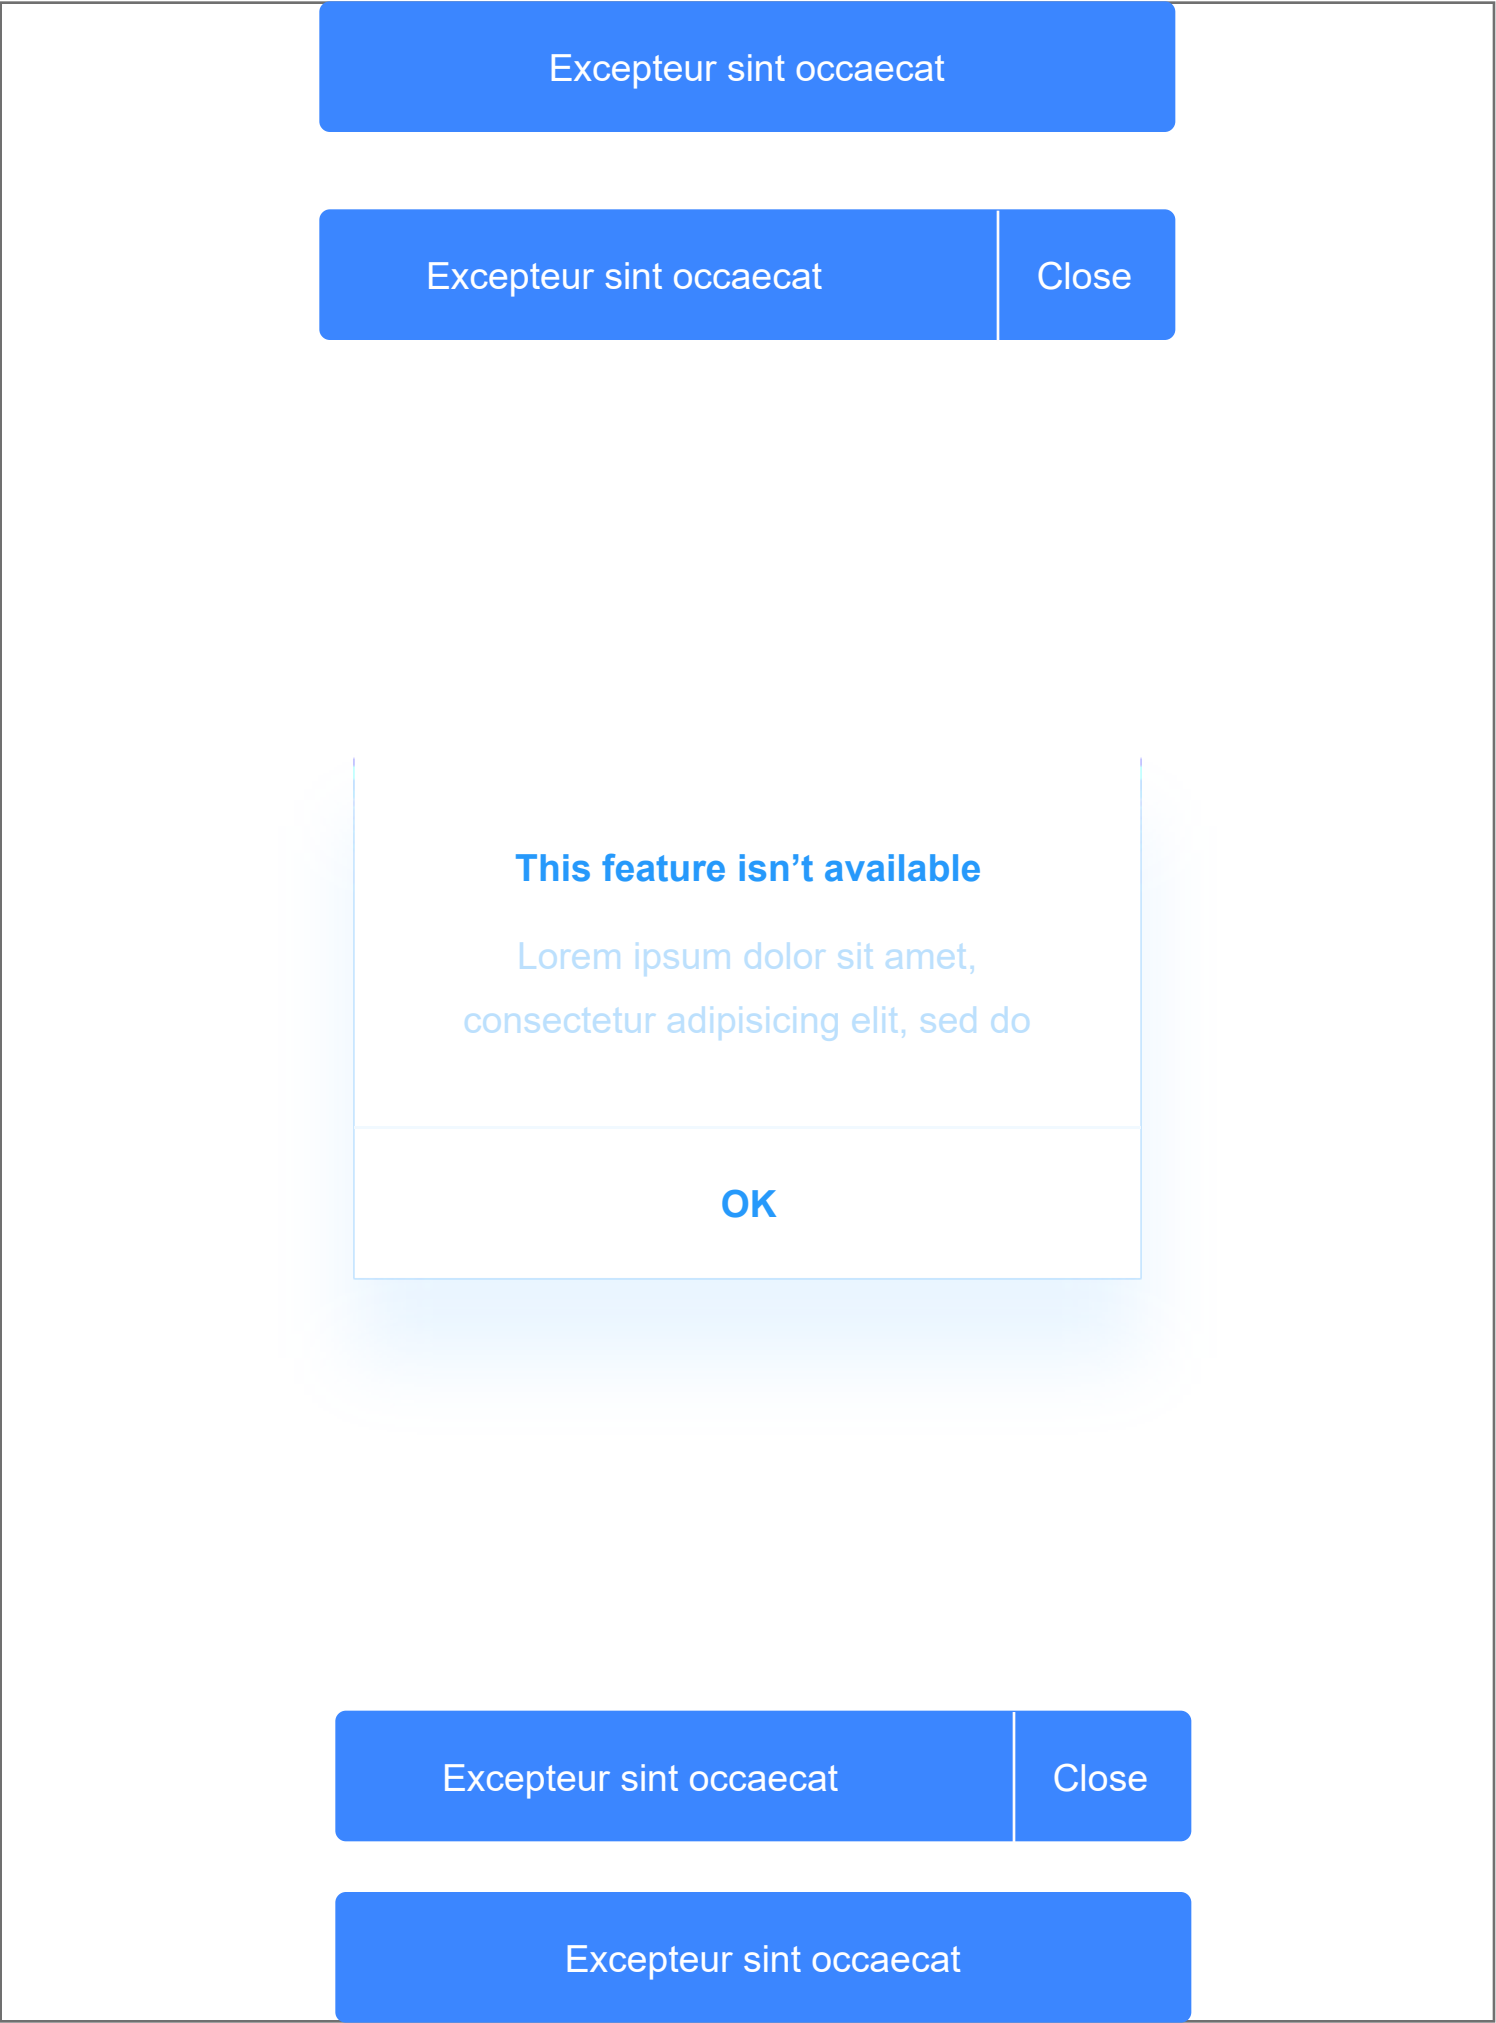 Excepteur sint occaecat
Excepteur sint occaecat Close
This feature isn’t available
Lorem ipsum dolor sit amet,
consectetur adipisicing elit, sed do
OK
Excepteur sint occaecat Close
Excepteur sint occaecat